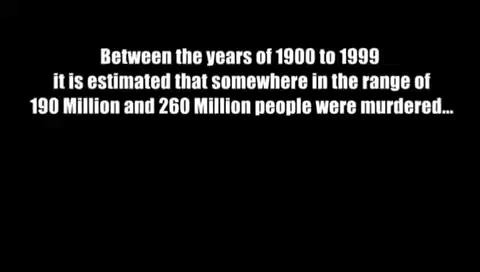 Between the years of 1900 to 1999
it is estimated that somewhere in the range of
190 Million and 260 Million people were murdered...